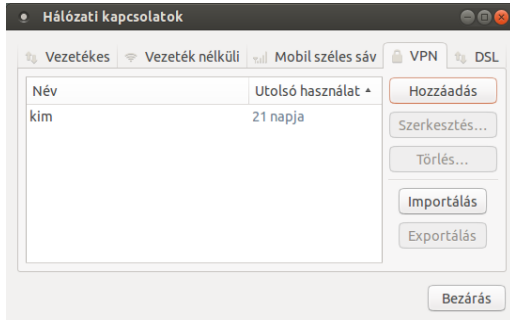 Hálózati kapcsolatok
Vezetékes Vezeték nélküli Mobil széles sáv VPN DSL
Név Utolsó használat Hozzáadás
kim 21 napja
Szerkesztés...
Törlés...
Importálás
Exportálás
Bezárás